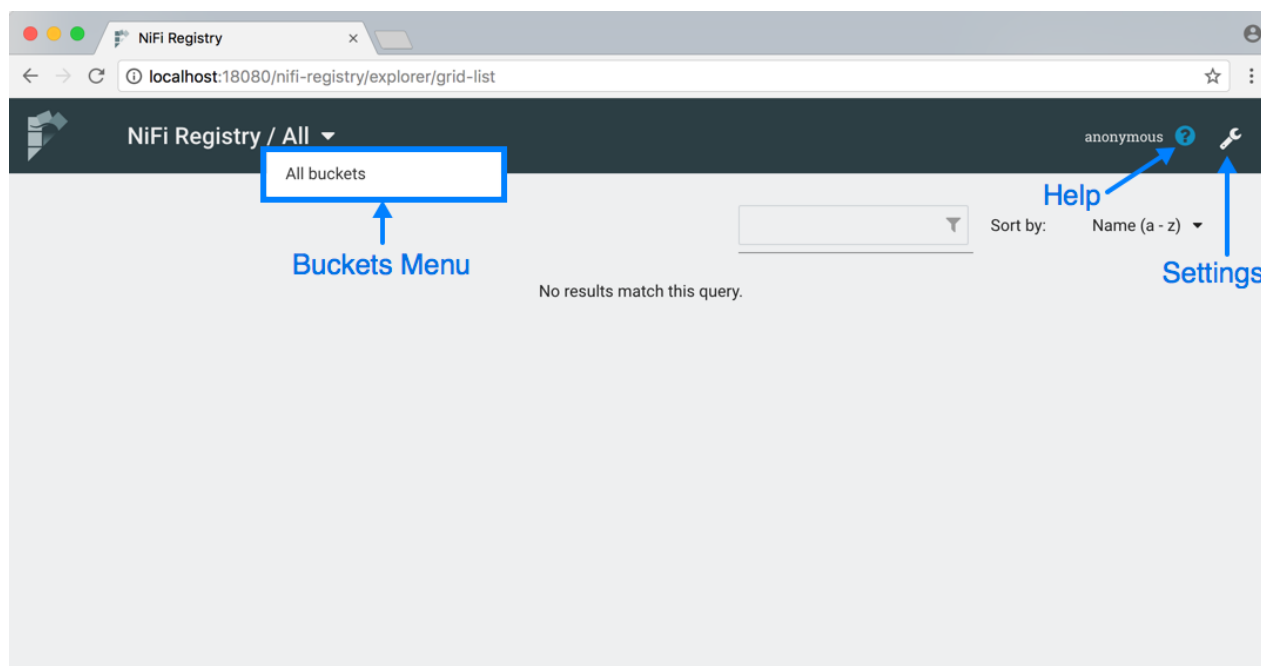 NiFi Registry
localhost:18080/nifi-registry/explorer/grid-list
NiFi Registry / All
anonymous
All buckets
Help
Sort by: Name (a - z)
Buckets Menu
Settings
No results match this query.